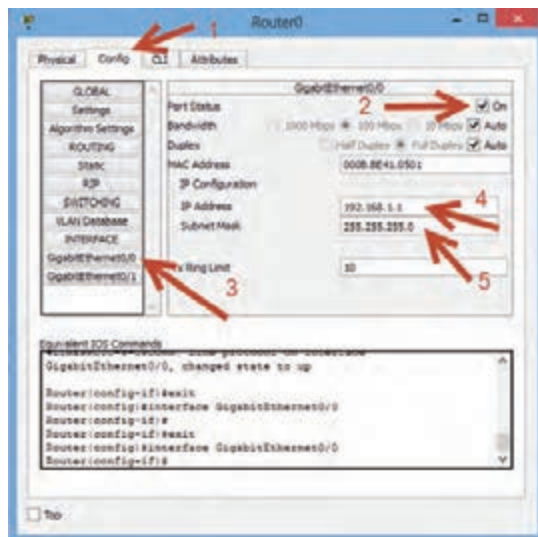 Router0
1
Physical
Config
CLI
Attributes
GLOBAL
Settings
Algorithm Settings
ROUTING
Static
RIP
SWITCHING
VLAN Database
INTERFACE
GigabitEthernet0/0
GigabitEthernet0/1
3
GigabitEthernet0/0
Port Status
2
On
Bandwidth
1000 Mbps
100 Mbps
10 Mbps
Auto
Duplex
Half Duplex
Full Duplex
Auto
MAC Address
000B.BE41.0501
IP Configuration
IP Address
192.168.1.1
4
Subnet Mask
255.255.255.0
5
Tx Ring Limit
10
Equivalent IOS Commands
GigabitEthernet0/0, changed state to up
Router(config-if)#exit
Router(config)#interface GigabitEthernet0/0
Router(config-if)#
Router(config-if)#exit
Router(config)#interface GigabitEthernet0/0
Router(config-if)#
Top